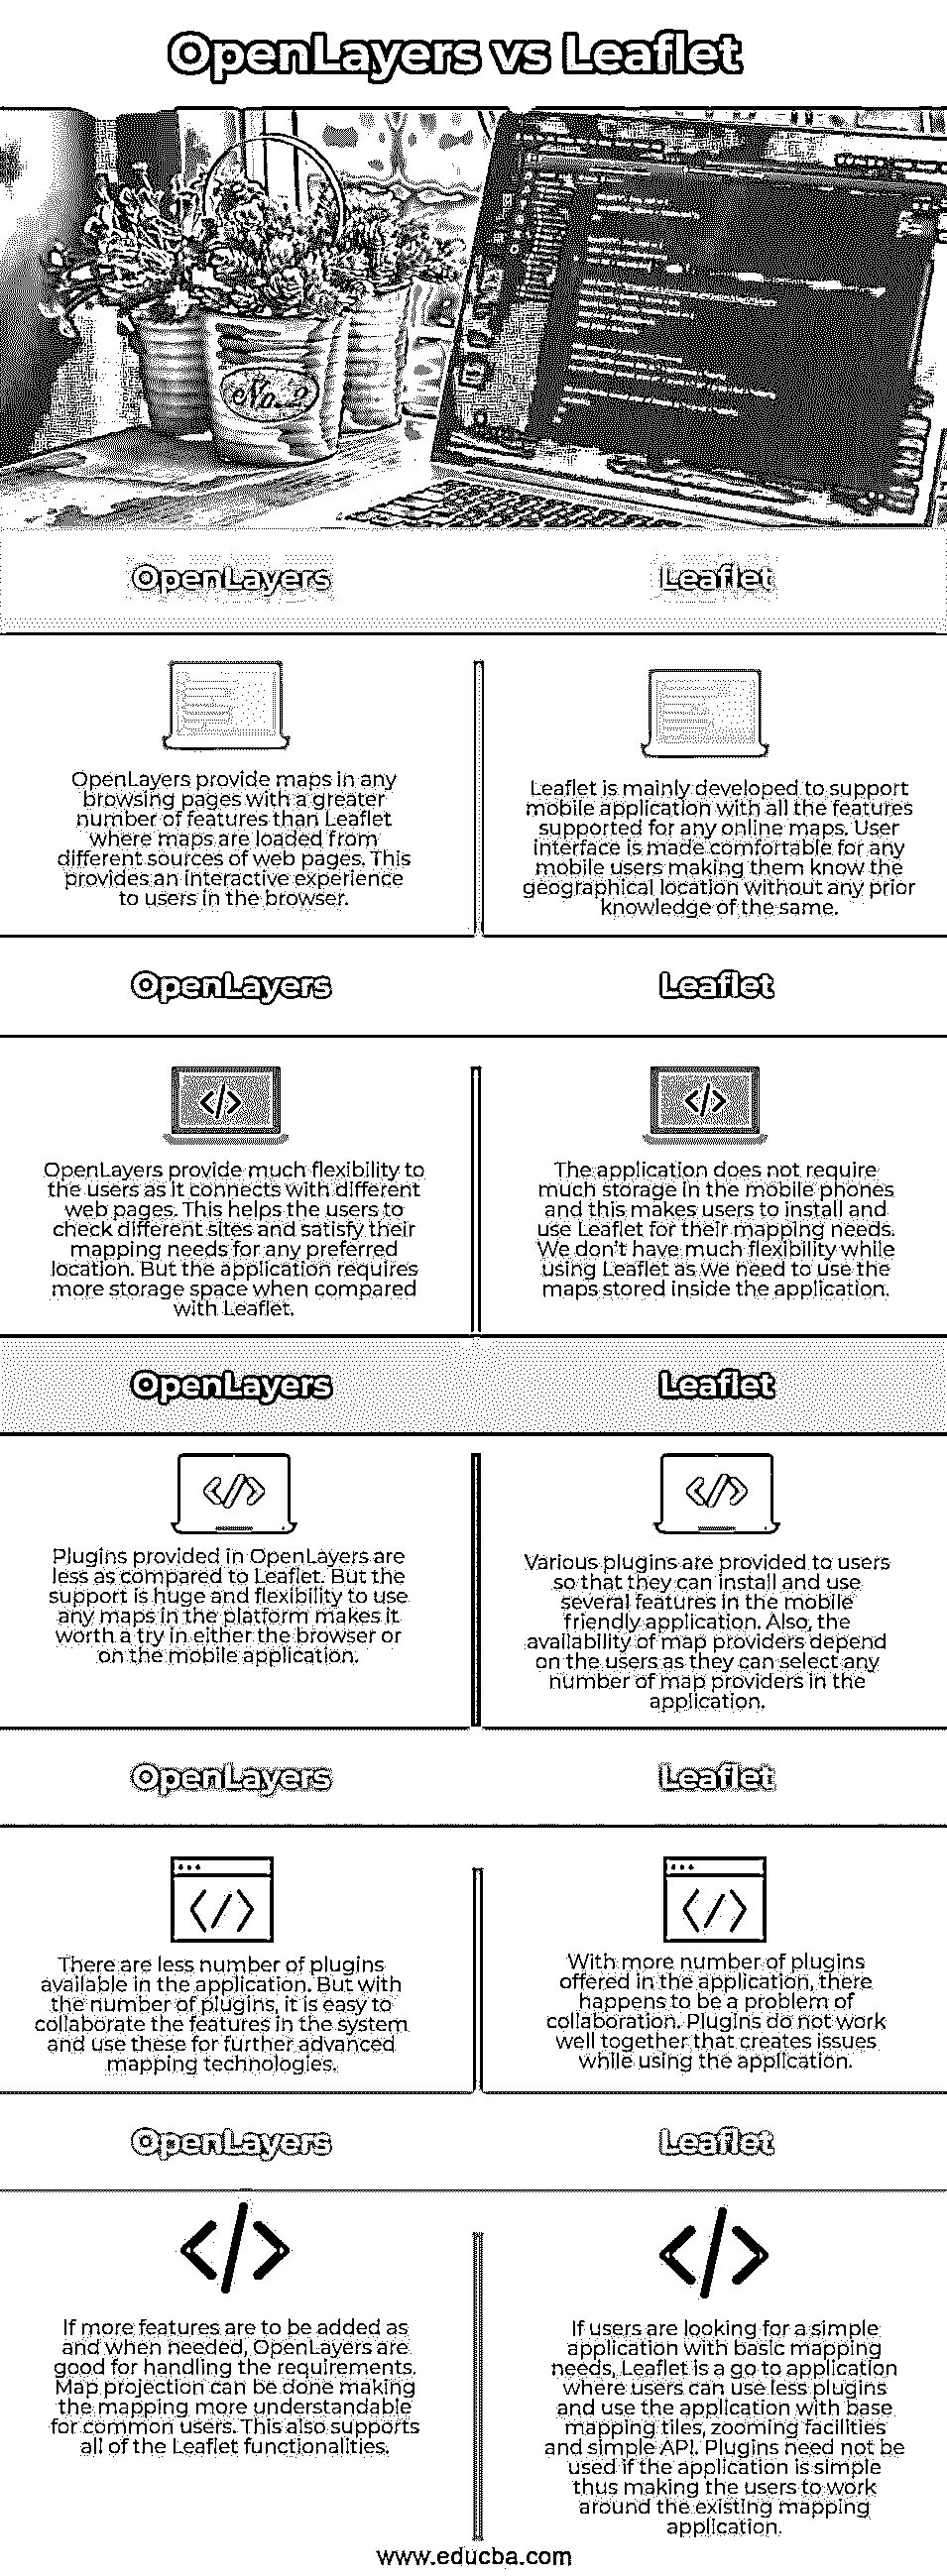 OpenLayers vs Leaflet
No. 2
OpenLayers
Leaflet
OpenLayers provide maps in any
browsing pages with a greater
number of features than Leaflet
where maps are loaded from
different sources of web pages. This
provides an interactive experience
to users in the browser.
Leaflet is mainly developed to support
mobile application with all the features
supported for any online maps. User
interface is made comfortable for any
mobile users making them know the
geographical location without any prior
knowledge of the same.
OpenLayers
Leaflet
OpenLayers provide much flexibility to
the users as it connects with different
web pages. This helps the users to
check different sites and satisfy their
mapping needs for any preferred
location. But the application requires
more storage space when compared
with Leaflet.
The application does not require
much storage in the mobile phones
and this makes users to install and
use Leaflet for their mapping needs.
We don't have much flexibility while
using Leaflet as we need to use the
maps stored inside the application.
OpenLayers
Leaflet
Plugins provided in OpenLayers are
less as compared to Leaflet. But the
support is huge and flexibility to use
any maps in the platform makes it
worth a try in either the browser or
on the mobile application.
Various plugins are provided to users
so that they can install and use
several features in the mobile
friendly application. Also, the
availability of map providers depend
on the users as they can select any
number of map providers in the
application.
OpenLayers
Leaflet
There are less number of plugins
available in the application. But with
the number of plugins, it is easy to
collaborate the features in the system
and use these for further advanced
mapping technologies.
With more number of plugins
offered in the application, there
happens to be a problem of
collaboration. Plugins do not work
well together that creates issues
while using the application.
OpenLayers
Leaflet
If more features are to be added as
and when needed, OpenLayers are
good for handling the requirements.
Map projection can be done making
the mapping more understandable
for common users. This also supports
all of the Leaflet functionalities.
If users are looking for a simple
application with basic mapping
needs, Leaflet is a go to application
where users can use less plugins
and use the application with base
mapping tiles, zooming facilities
and simple API. Plugins need not be
used if the application is simple
thus making the users to work
around the existing mapping
application.
www.educba.com